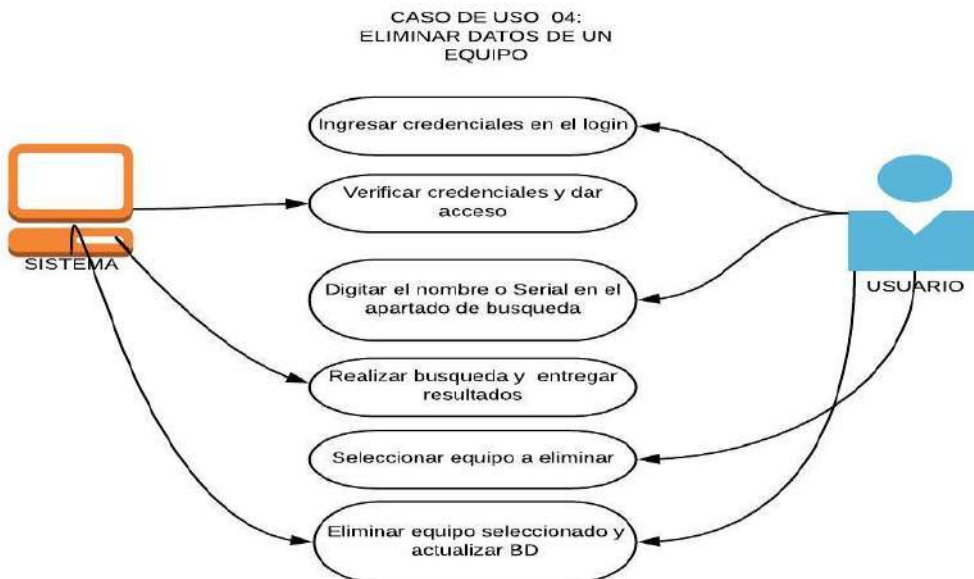 CASO DE USO 04:
ELIMINAR DATOS DE UN
EQUIPO
Ingresar credenciales en el login
Verificar credenciales y dar
acceso
SISTEMA
Digitar el nombre o Serial en el
apartado de busqueda
USUARIO
Realizar busqueda y entregar
resultados
Seleccionar equipo a eliminar
Eliminar equipo seleccionado y
actualizar BD